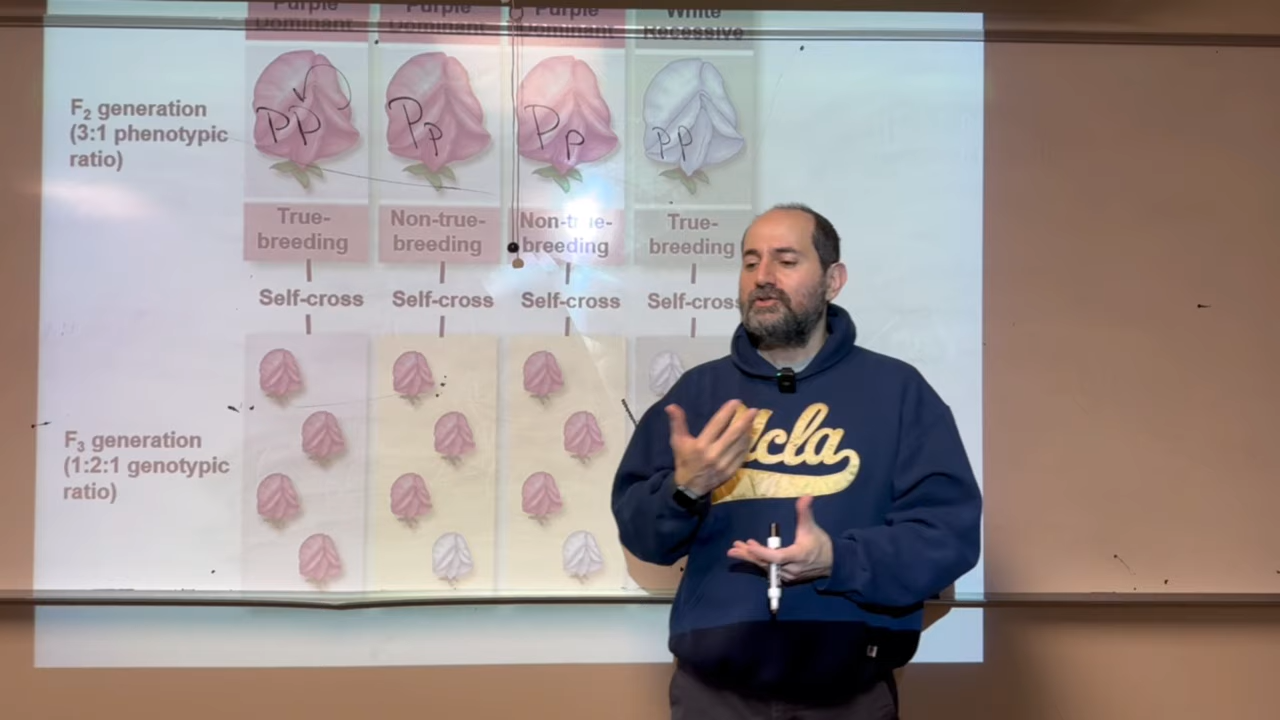 Purple Purple Purple White
Dominant Dominant Dominant Recessive
F₂ generation
(3:1 phenotypic
ratio)
PP Pp Pp pp
True-
breeding
Non-true-
breeding
Non-true-
breeding
True-
breeding
Self-cross Self-cross Self-cross Self-cross
F₃ generation
(1:2:1 genotypic
ratio)
ucla